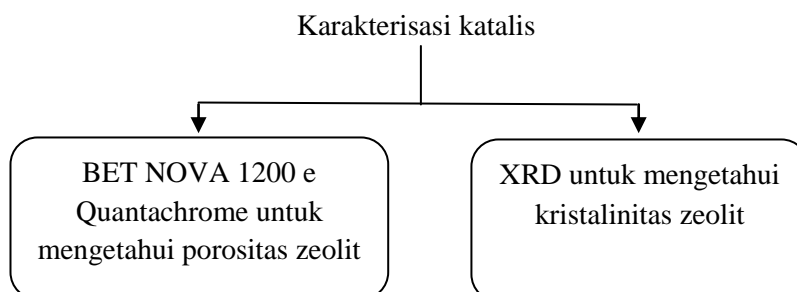 Karakterisasi katalis
BET NOVA 1200 e
Quantachrome untuk
mengetahui porositas zeolit
XRD untuk mengetahui
kristalinitas zeolit